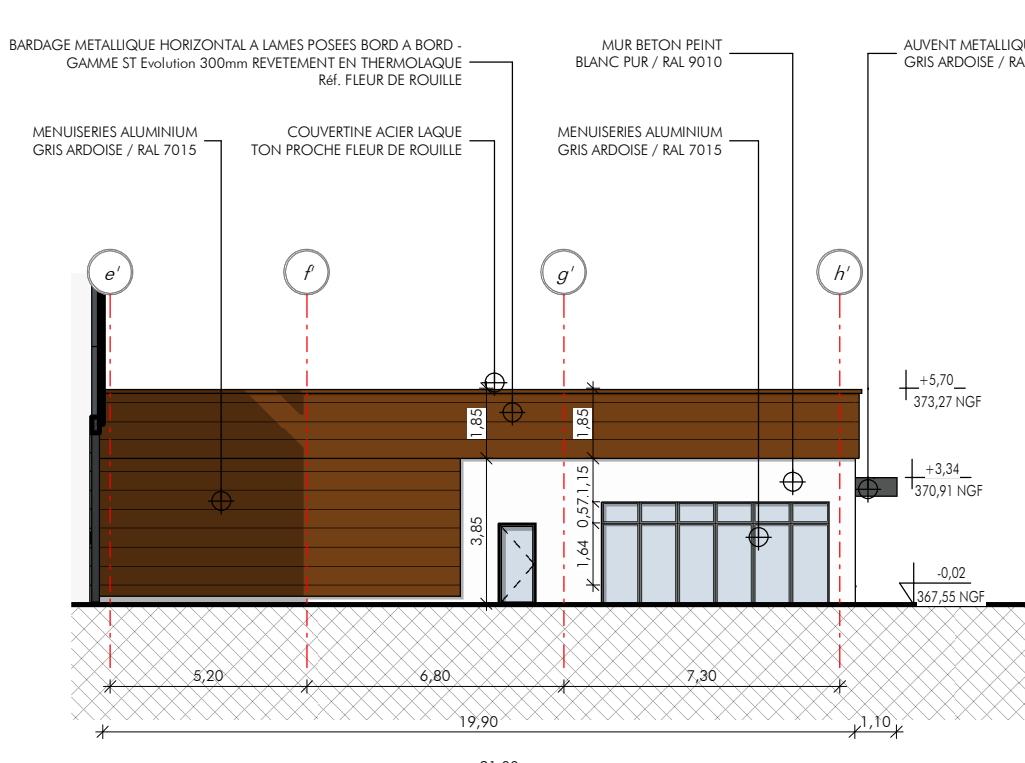 BARDAGE METALLIQUE HORIZONTAL A LAMES POSEES BORD A BORD -
GAMME ST Evolution 300mm REVETEMENT EN THERMOLAQUE
Réf. FLEUR DE ROUILLE
MUR BETON PEINT
BLANC PUR / RAL 9010
AUVENT METALLIQU
GRIS ARDOISE / RA
MENUISERIES ALUMINIUM
GRIS ARDOISE / RAL 7015
COUVERTINE ACIER LAQUE
TON PROCHE FLEUR DE ROUILLE
MENUISERIES ALUMINIUM
GRIS ARDOISE / RAL 7015
e'
f'
g'
h'
+5,70
373,27 NGF
1,85
1,85
+3,34
370,91 NGF
1,15
0,57
3,85
1,64
-0,02
367,55 NGF
5,20
6,80
7,30
19,90
1,10